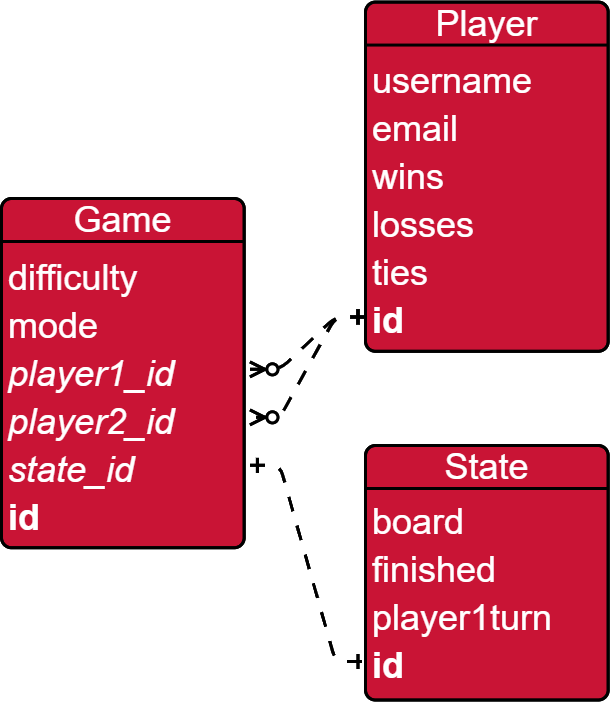 Player
username
email
wins
losses
ties
id
Game
difficulty
mode
player1_id
player2_id
state_id
id
State
board
finished
player1turn
id